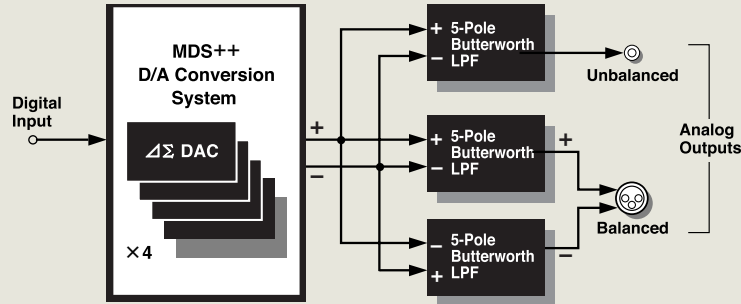 MDS++
D/A Conversion
System
Digital
Input
⊿Σ DAC
×4
+
−
+ 5-Pole
− Butterworth
LPF
Unbalanced
+ 5-Pole
− Butterworth
LPF
+
−
− 5-Pole
Butterworth
+ LPF
Balanced
Analog
Outputs